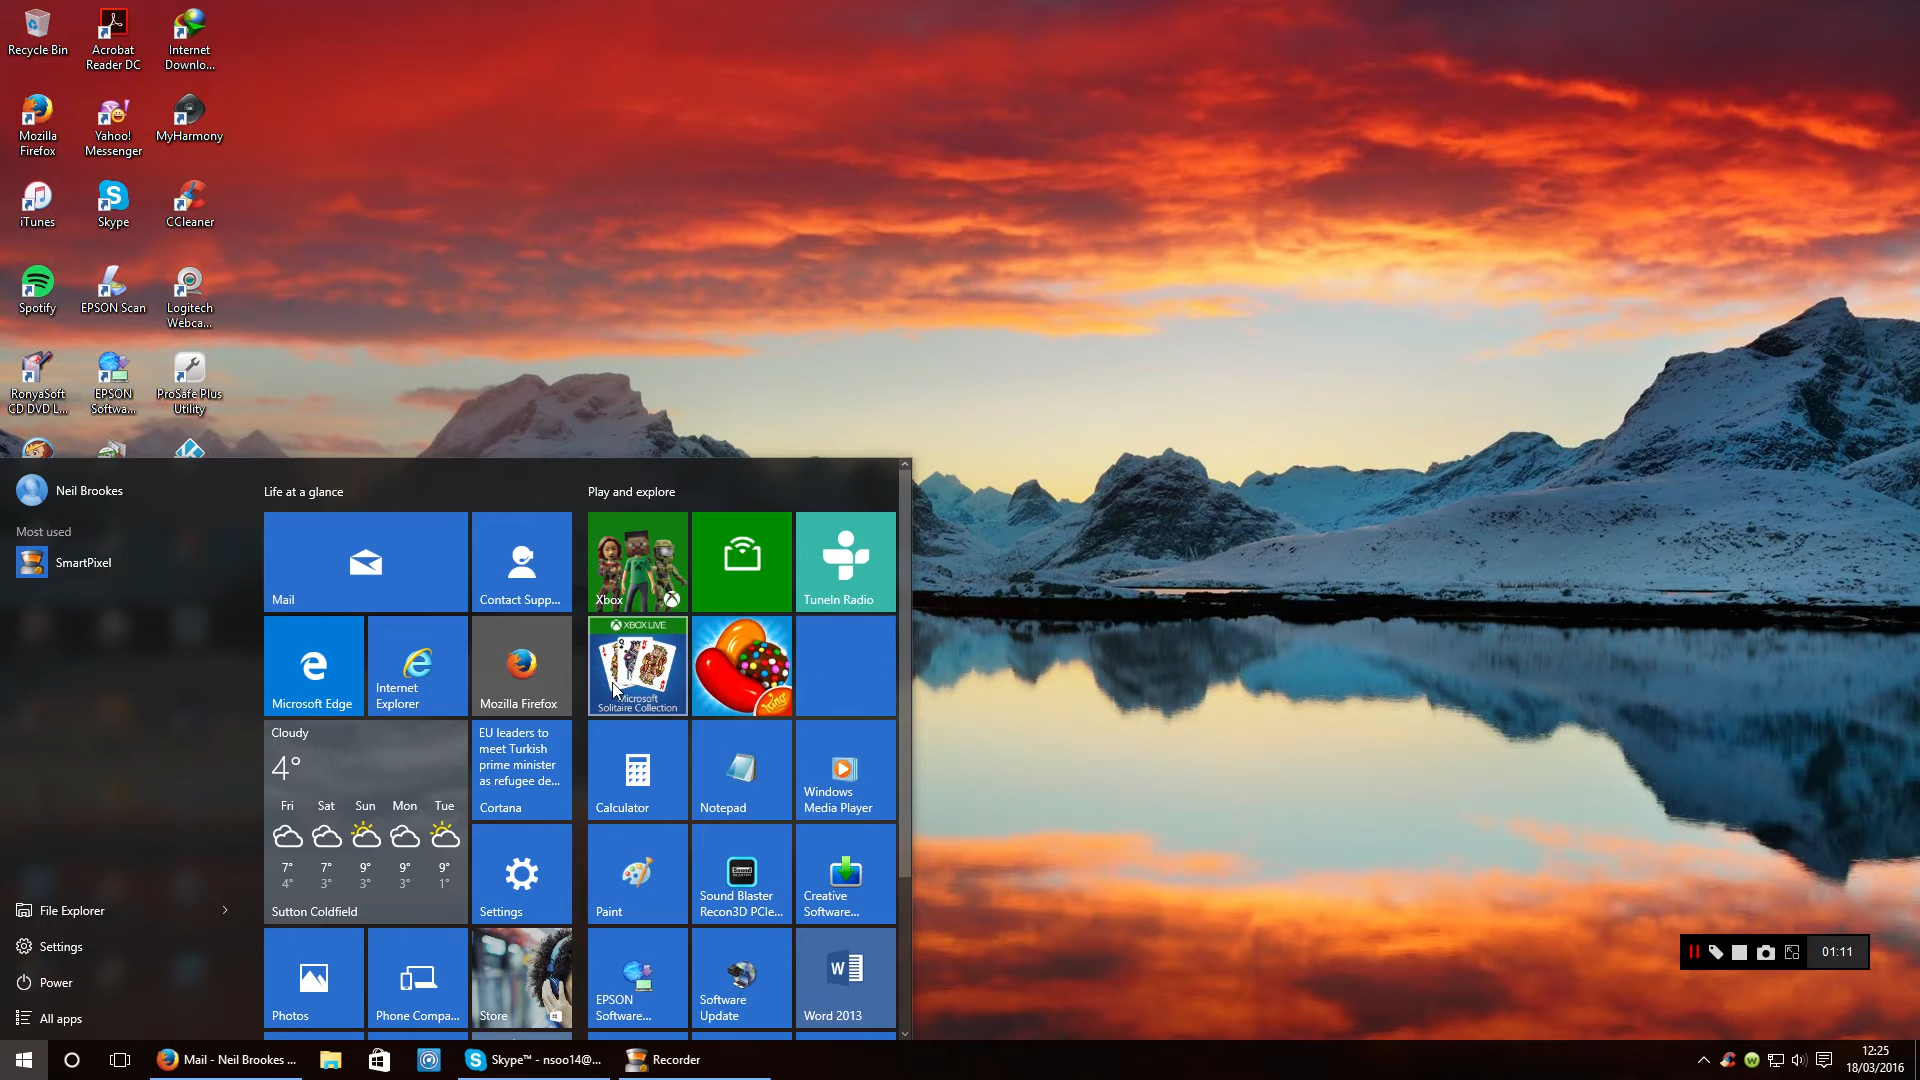 Recycle Bin
Acrobat
Reader DC
Internet
Downlo...
Mozilla
Firefox
Yahoo!
Messenger
MyHarmony
iTunes
Skype
CCleaner
Spotify
EPSON Scan
Logitech
Webca...
RonyaSoft
CD DVD L...
EPSON
Softwa...
ProSafe Plus
Utility
Neil Brookes
Most used
SmartPixel
File Explorer
Settings
Power
All apps
Life at a glance
Mail
Contact Supp...
Microsoft Edge
Internet
Explorer
Mozilla Firefox
Cloudy
4°
Fri Sat Sun Mon Tue
7° 7° 9° 9° 9°
4° 3° 3° 3° 1°
Sutton Coldfield
EU leaders to
meet Turkish
prime minister
as refugee de...
Cortana
Settings
Photos
Phone Compa...
Store
Play and explore
Xbox
TuneIn Radio
XBOX LIVE
Microsoft
Solitaire Collection
King
Calculator
Notepad
Windows
Media Player
Paint
Sound Blaster
Recon3D PCIe...
Creative
Software...
EPSON
Software...
Software
Update
Word 2013
01:11
Mail - Neil Brookes ...
Skype™ - nsoo14@...
Recorder
12:25
18/03/2016